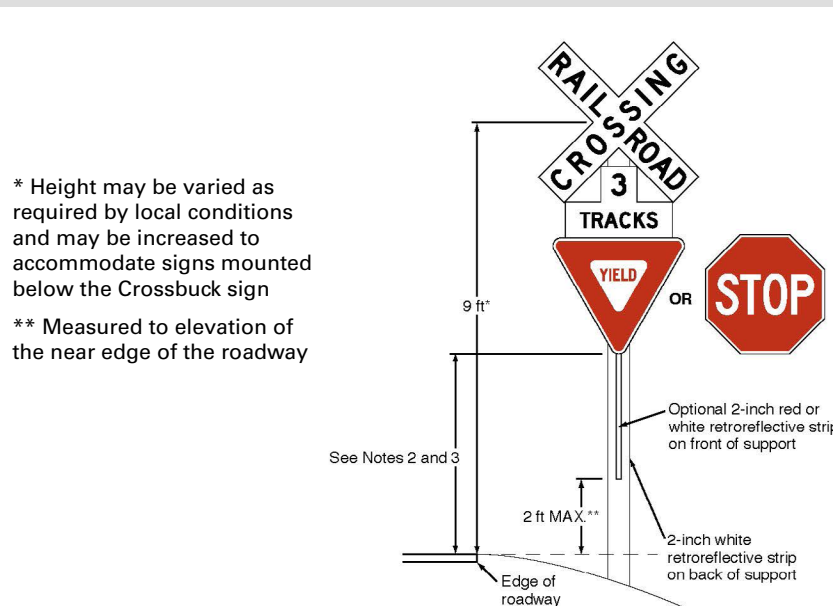 * Height may be varied as
required by local conditions
and may be increased to
accommodate signs mounted
below the Crossbuck sign
** Measured to elevation of
the near edge of the roadway
RAILROAD
CROSSING
3
TRACKS
YIELD
OR
STOP
9 ft*
Optional 2-inch red or
white retroreflective strip
on front of support
See Notes 2 and 3
2 ft MAX.**
2-inch white
retroreflective strip
on back of support
Edge of
roadway